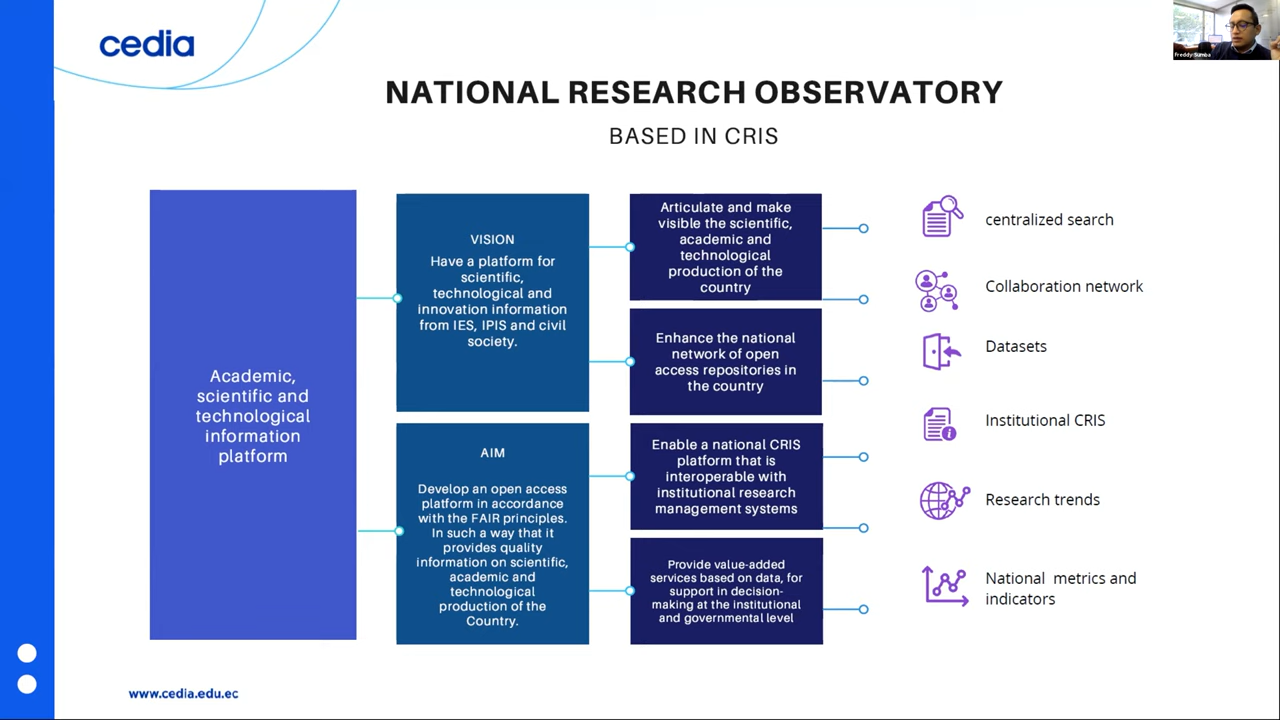 cedia
NATIONAL RESEARCH OBSERVATORY
BASED IN CRIS
Academic,
scientific and
technological
information
platform
VISION
Have a platform for
scientific,
technological and
innovation information
from IES, IPIS and civil
society.
AIM
Develop an open access
platform in accordance
with the FAIR principles.
In such a way that it
provides quality
information on scientific,
academic and
technological
production of the
Country.
Articulate and make
visible the scientific,
academic and
technological
production of the
country
Enhance the national
network of open
access repositories in
the country
Enable a national CRIS
platform that is
interoperable with
institutional research
management systems
Provide value-added
services based on data, for
support in decision-
making at the institutional
and governmental level
centralized search
Collaboration network
Datasets
Institutional CRIS
Research trends
National metrics and
indicators
www.cedia.edu.ec
Freddy Sumba